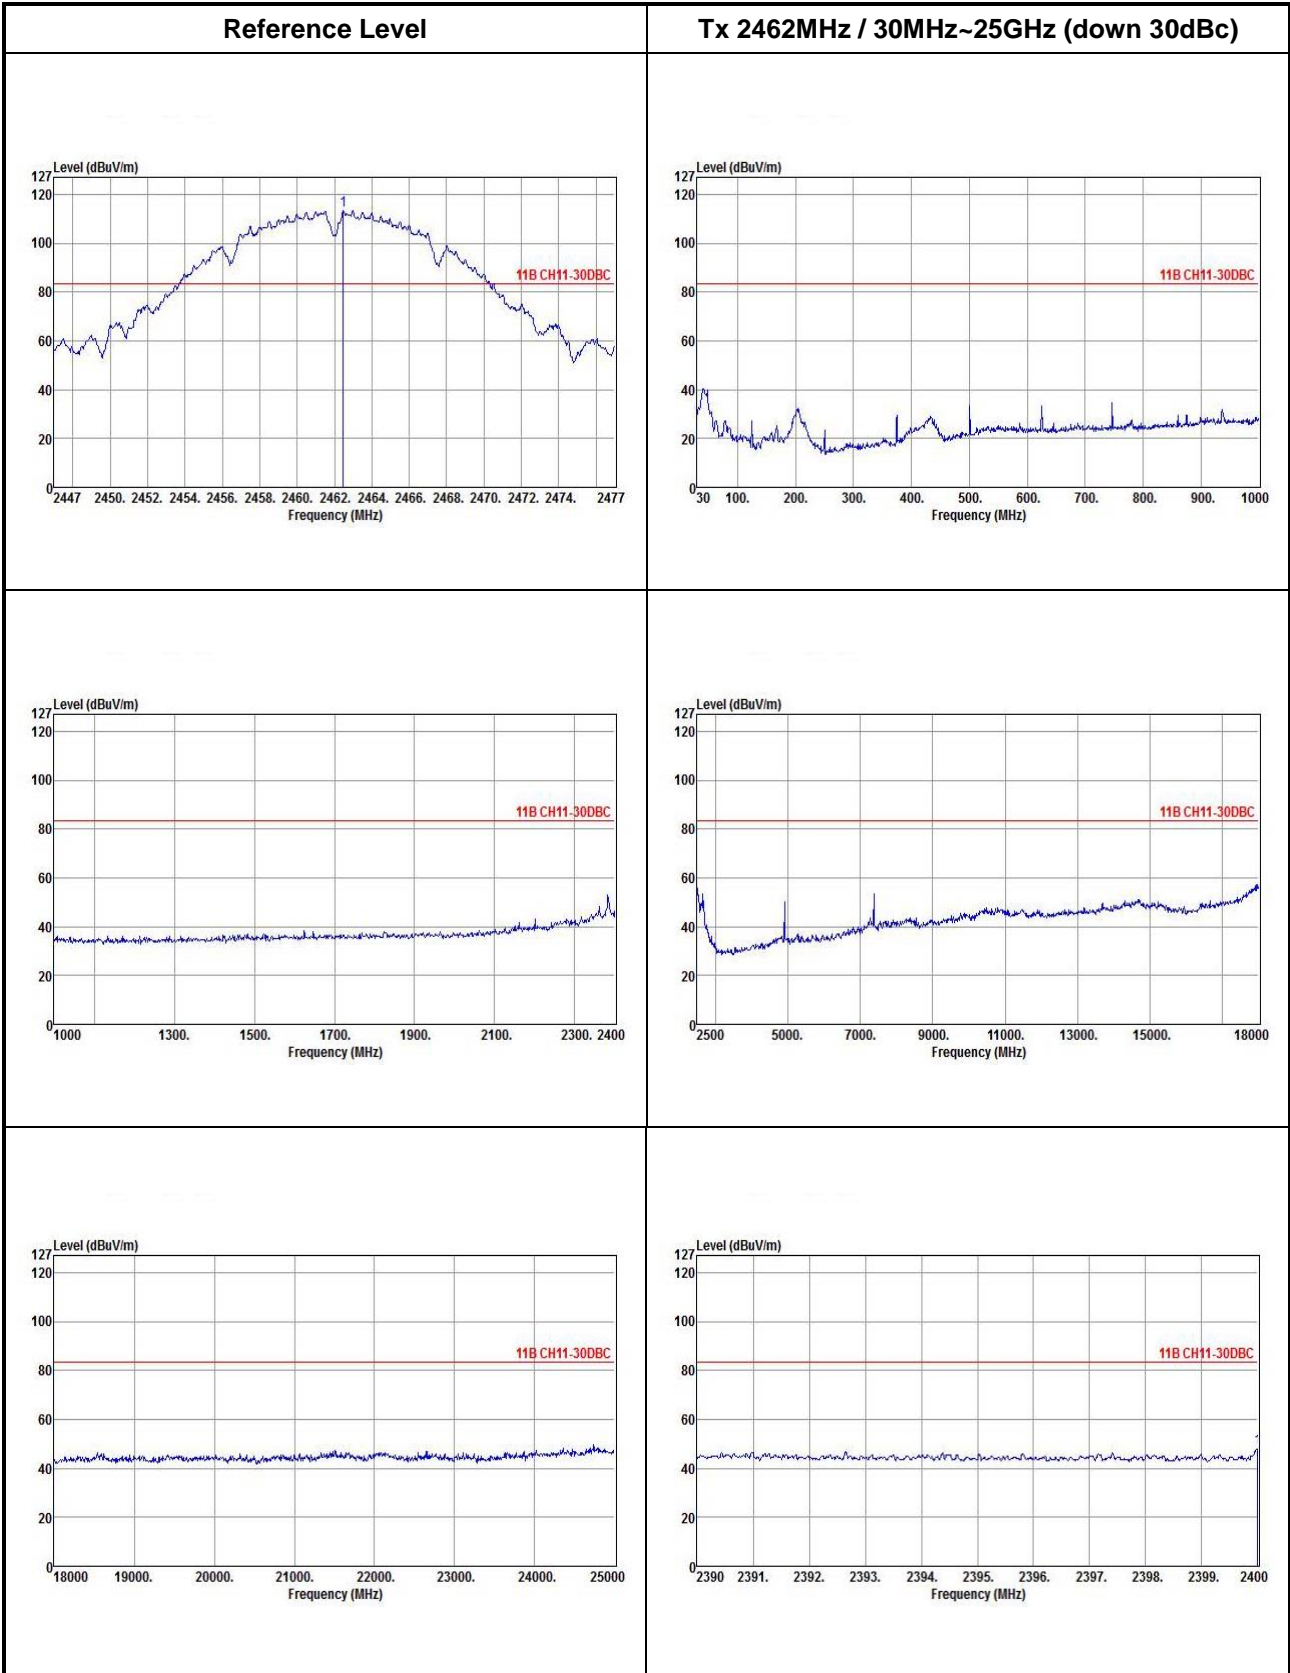 Reference Level
Tx 2462MHz / 30MHz~25GHz (down 30dBc)
Level (dBuV/m)
127
120
100
80
60
40
20
0
1
11B CH11-30DBC
2447 2450. 2452. 2454. 2456. 2458. 2460. 2462. 2464. 2466. 2468. 2470. 2472. 2474. 2477
Frequency (MHz)
Level (dBuV/m)
127
120
100
80
60
40
20
0
11B CH11-30DBC
30 100. 200. 300. 400. 500. 600. 700. 800. 900. 1000
Frequency (MHz)
Level (dBuV/m)
127
120
100
80
60
40
20
0
11B CH11-30DBC
1000 1300. 1500. 1700. 1900. 2100. 2300. 2400
Frequency (MHz)
Level (dBuV/m)
127
120
100
80
60
40
20
0
11B CH11-30DBC
2500 5000. 7000. 9000. 11000. 13000. 15000. 18000
Frequency (MHz)
Level (dBuV/m)
127
120
100
80
60
40
20
0
11B CH11-30DBC
18000 19000. 20000. 21000. 22000. 23000. 24000. 25000
Frequency (MHz)
Level (dBuV/m)
127
120
100
80
60
40
20
0
11B CH11-30DBC
2390 2391. 2392. 2393. 2394. 2395. 2396. 2397. 2398. 2399. 2400
Frequency (MHz)